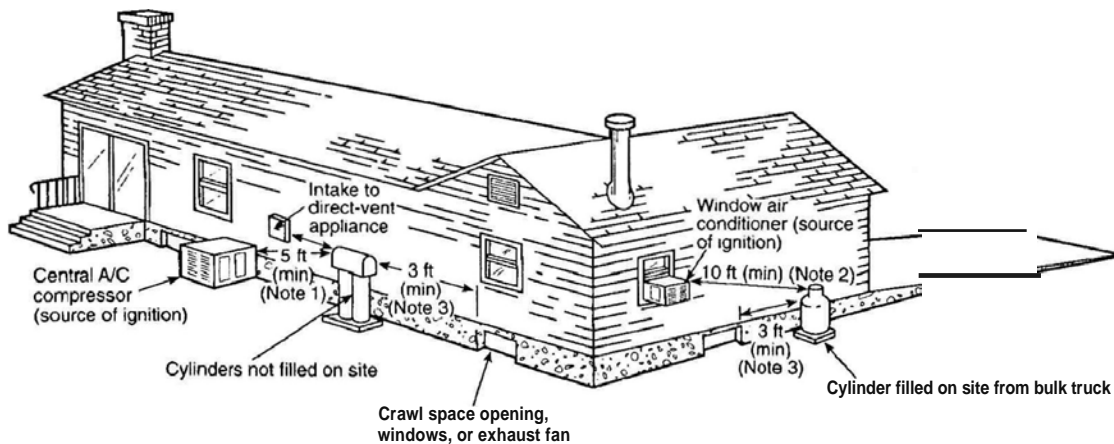 Intake to
direct-vent
appliance
Window air
conditioner (source
of ignition)
5 ft
(min)
(Note 1)
3 ft
(min)
(Note 3)
10 ft (min) (Note 2)
Central A/C
compressor
(source of ignition)
3 ft
(min)
(Note 3)
Cylinders not filled on site
Cylinder filled on site from bulk truck
Crawl space opening,
windows, or exhaust fan